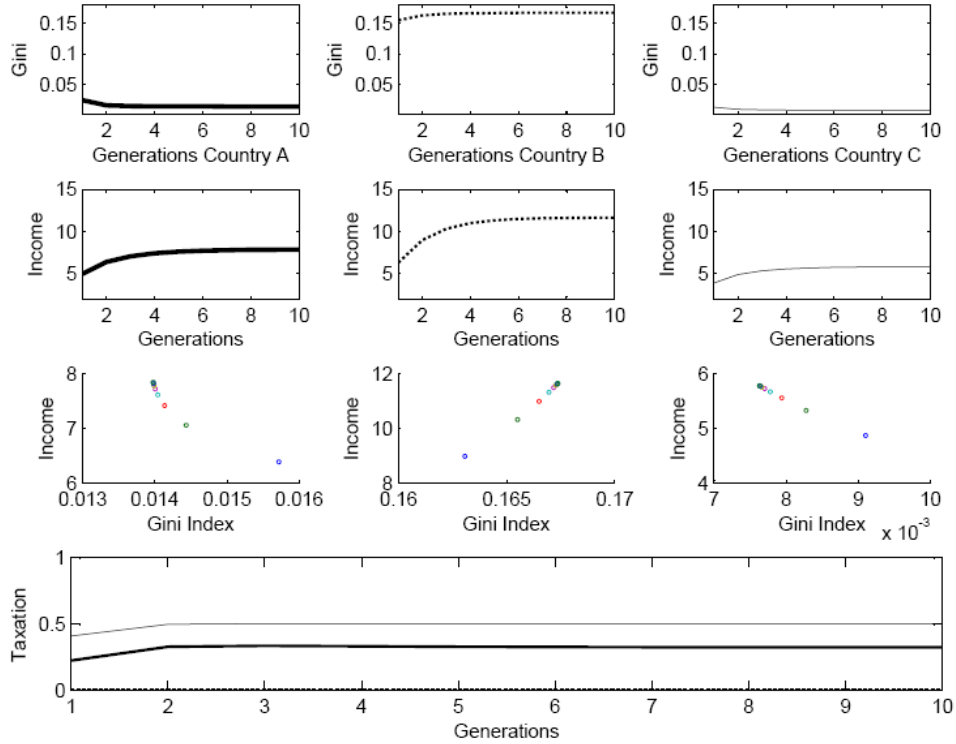 Gini
0.15
0.1
0.05
2 4 6 8 10
Generations Country A
Gini
0.15
0.1
0.05
2 4 6 8 10
Generations Country B
Gini
0.15
0.1
0.05
2 4 6 8 10
Generations Country C
Income
15
10
5
2 4 6 8 10
Generations
Income
15
10
5
2 4 6 8 10
Generations
Income
15
10
5
2 4 6 8 10
Generations
Income
8
7
6
0.013 0.014 0.015 0.016
Gini Index
Income
12
10
8
0.16 0.165 0.17
Gini Index
Income
6
5
4
7 8 9 10
Gini Index
x 10-3
Taxation
1
0.5
0
1 2 3 4 5 6 7 8 9 10
Generations